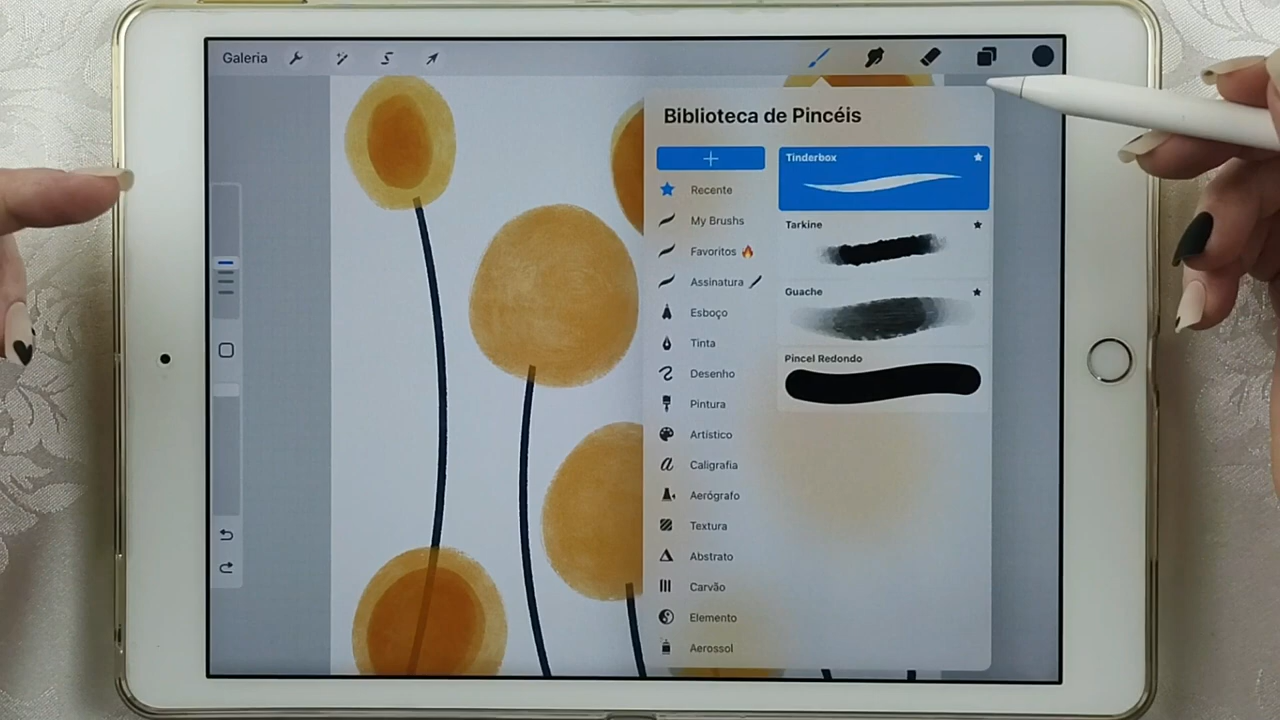 Galeria
Biblioteca de Pincéis
Recente
My Brushs
Favoritos 🔥
Assinatura
Esboço
Tinta
Desenho
Pintura
Artístico
Caligrafia
Aerógrafo
Textura
Abstrato
Carvão
Elemento
Aerossol
Tinderbox
Tarkine
Guache
Pincel Redondo